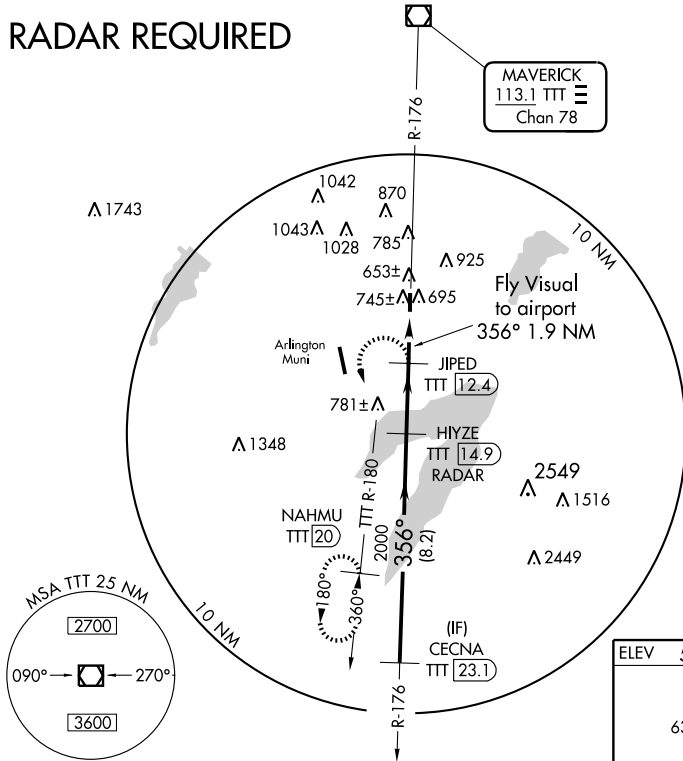 RADAR REQUIRED
MAVERICK
113.1 TTT
Chan 78
R-176
1743
1042
870
1043
1028
785
925
653±
745±
695
10 NM
Fly Visual
to airport
356° 1.9 NM
Arlington
Muni
JIPED
TTT 12.4
781±
HIYZE
TTT 14.9
RADAR
1348
TTT R-180
2549
1516
NAHMU
TTT 20
2000
356°
(8.2)
2449
180°
360°
MSA TTT 25 NM
2700
090°
270°
3600
10 NM
(IF)
CECNA
TTT 23.1
R-176
ELEV 5
63